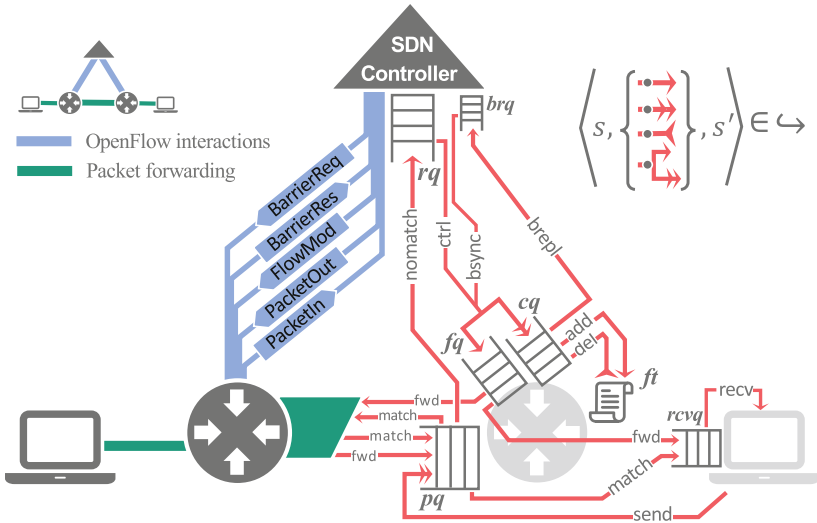 SDN
Controller
OpenFlow interactions
Packet forwarding
BarrierReq
BarrierRes
FlowMod
PacketOut
PacketIn
rq
brq
⟨s, { }, s′⟩ ∈ ↪
nomatch
ctrl
bsync
brepl
fq
cq
add
del
ft
fwd
match
match
fwd
pq
rcvq
recv
fwd
match
send